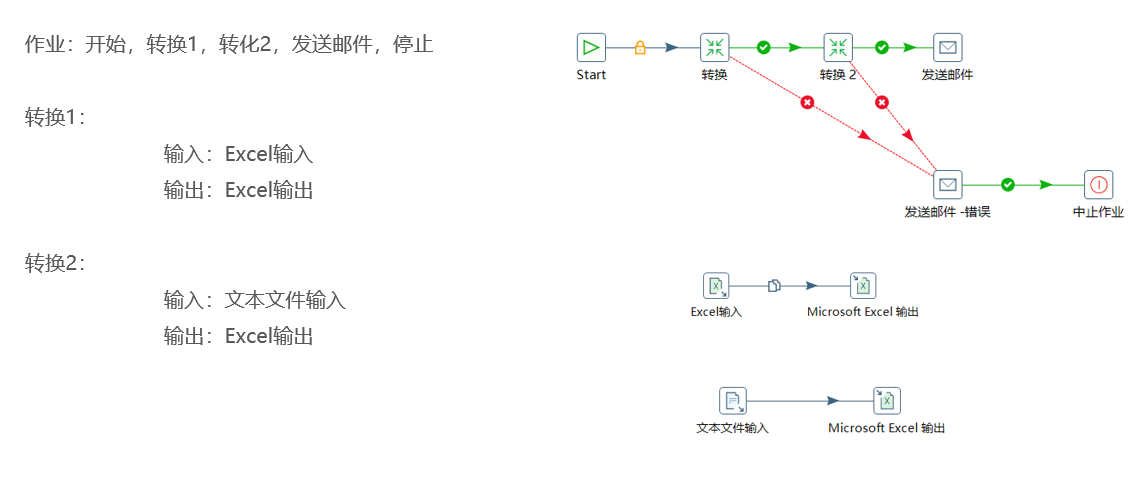 作业：开始，转换1，转化2，发送邮件，停止
转换1：
输入：Excel输入
输出：Excel输出
转换2：
输入：文本文件输入
输出：Excel输出
Start
转换
转换 2
发送邮件
发送邮件 -错误
中止作业
Excel输入
Microsoft Excel 输出
文本文件输入
Microsoft Excel 输出